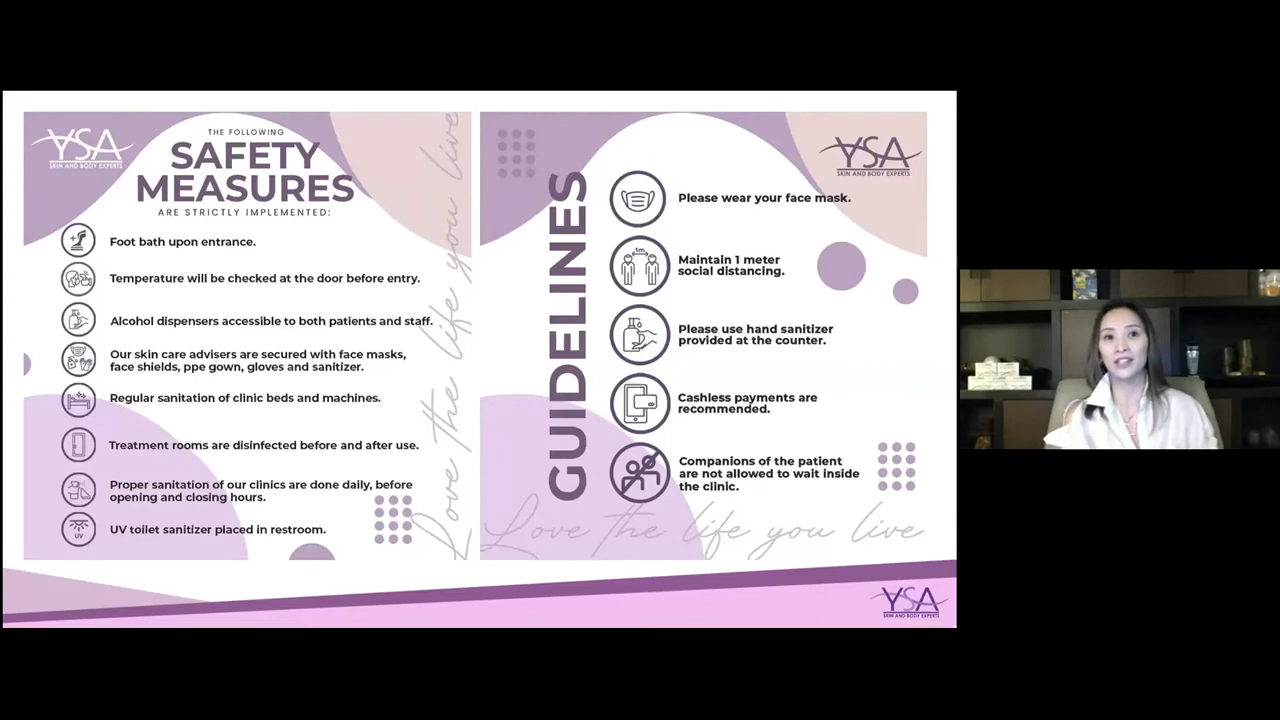 YSA
SKIN AND BODY EXPERTS
THE FOLLOWING
SAFETY
MEASURES
ARE STRICTLY IMPLEMENTED:
Foot bath upon entrance.
Temperature will be checked at the door before entry.
Alcohol dispensers accessible to both patients and staff.
Our skin care advisers are secured with face masks,
face shields, ppe gown, gloves and sanitizer.
Regular sanitation of clinic beds and machines.
Treatment rooms are disinfected before and after use.
Proper sanitation of our clinics are done daily, before
opening and closing hours.
UV
UV toilet sanitizer placed in restroom.
Love the life you live
GUIDELINES
YSA
SKIN AND BODY EXPERTS
Please wear your face mask.
1m
Maintain 1 meter
social distancing.
Please use hand sanitizer
provided at the counter.
Cashless payments are
recommended.
Companions of the patient
are not allowed to wait inside
the clinic.
Love the life you live
YSA
SKIN AND BODY EXPERTS